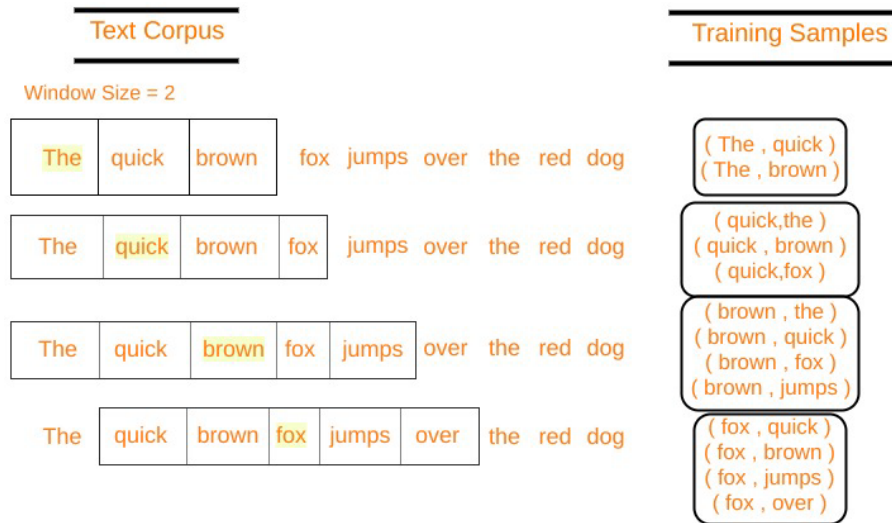 Text Corpus
Training Samples
Window Size = 2
The quick brown fox jumps over the red dog
( The , quick )
( The , brown )
The quick brown fox jumps over the red dog
( quick,the )
( quick , brown )
( quick,fox )
The quick brown fox jumps over the red dog
( brown , the )
( brown , quick )
( brown , fox )
( brown , jumps )
The quick brown fox jumps over the red dog
( fox , quick )
( fox , brown )
( fox , jumps )
( fox , over )